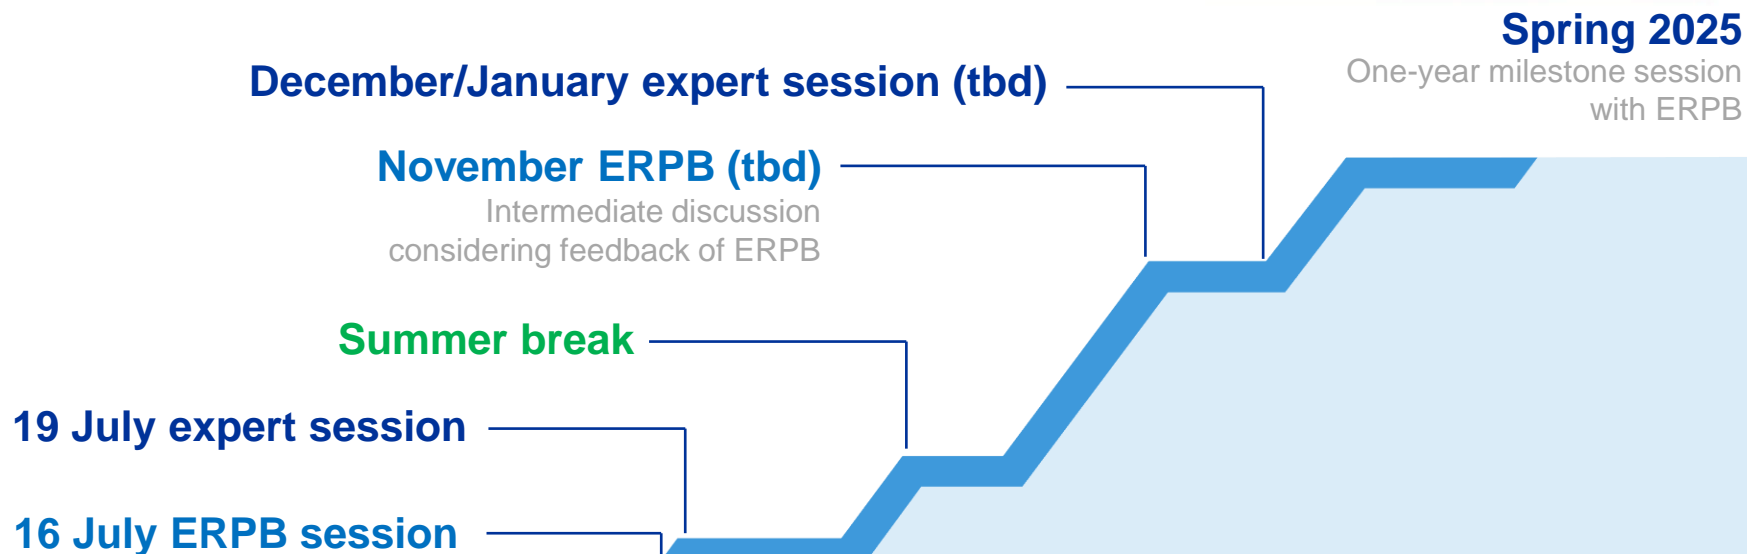 Spring 2025
One-year milestone session
with ERPB
December/January expert session (tbd)
November ERPB (tbd)
Intermediate discussion
considering feedback of ERPB
Summer break
19 July expert session
16 July ERPB session